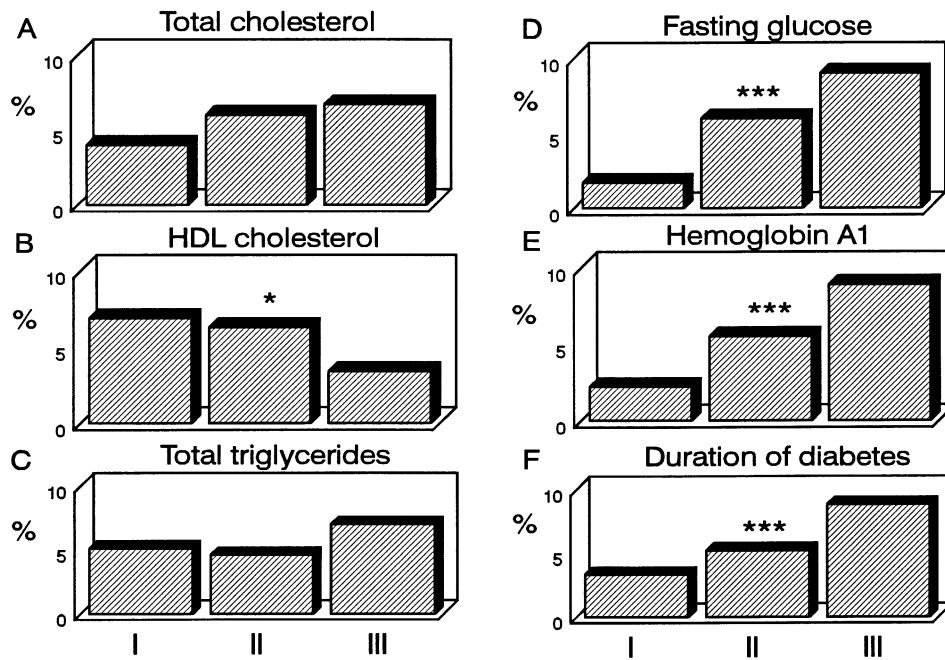 A
Total cholesterol
10
%
5
0
B
HDL cholesterol
10
%
*
5
0
C
Total triglycerides
10
%
5
0
I II III
D
Fasting glucose
10
%
***
5
0
E
Hemoglobin A1
10
%
***
5
0
F
Duration of diabetes
10
%
***
5
0
I II III